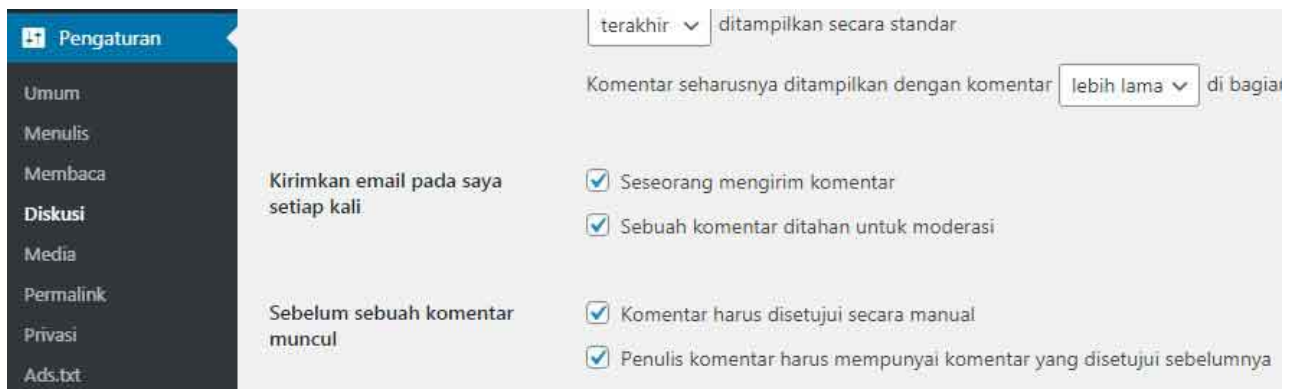 Pengaturan
Umum
Menulis
Membaca
Diskusi
Media
Permalink
Privasi
Ads.txt
terakhir ditampilkan secara standar
Komentar seharusnya ditampilkan dengan komentar lebih lama di bagian
Kirimkan email pada saya
setiap kali
Seseorang mengirim komentar
Sebuah komentar ditahan untuk moderasi
Sebelum sebuah komentar
muncul
Komentar harus disetujui secara manual
Penulis komentar harus mempunyai komentar yang disetujui sebelumnya